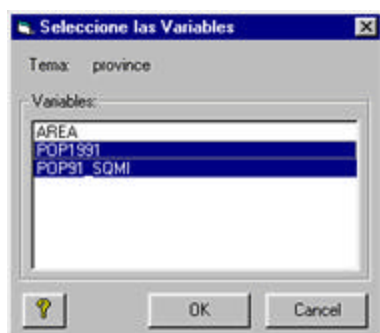 Seleccione las Variables
Tema: province
Variables:
AREA
POP1991
POP91_SQMI
?
OK
Cancel